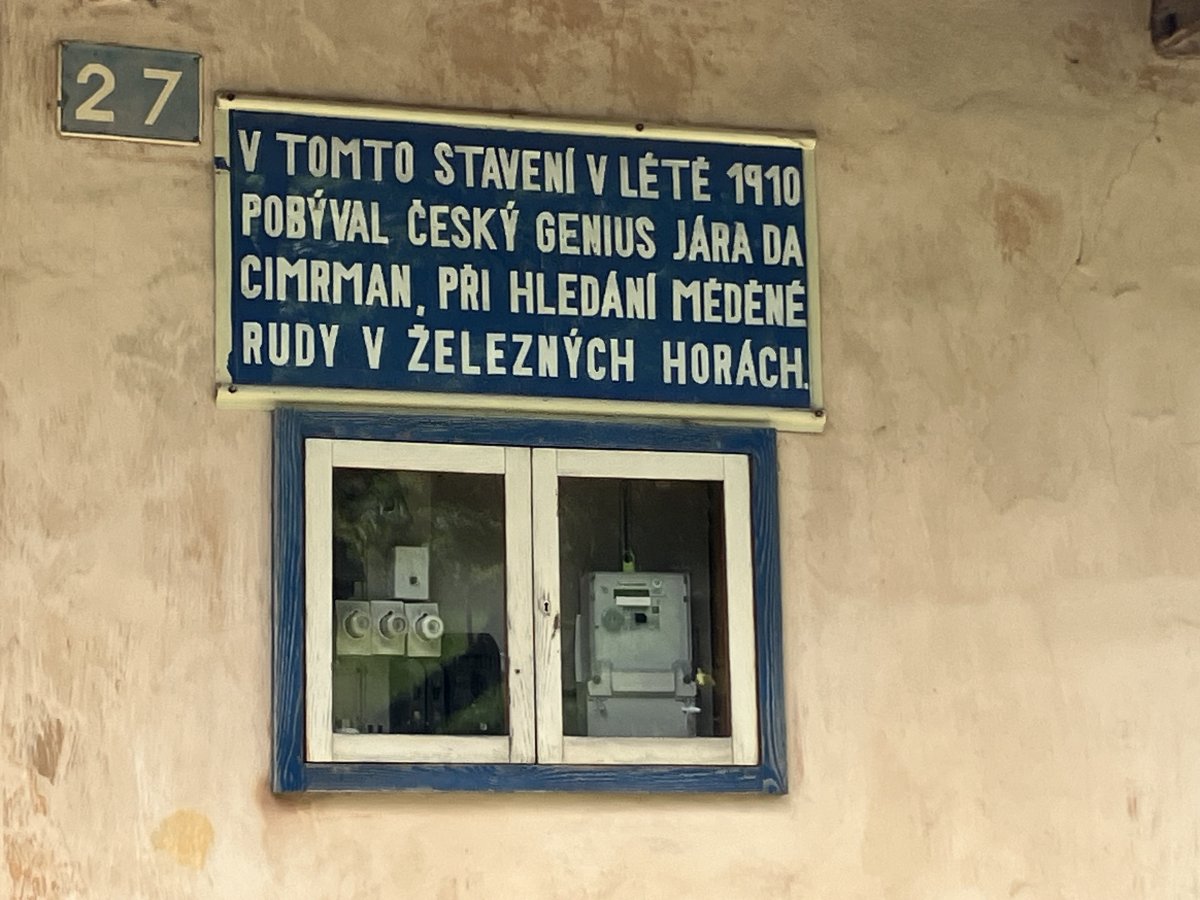 27
V TOMTO STAVENÍ V LÉTĚ 1910
POBÝVAL ČESKÝ GENIUS JÁRA DA
CIMRMAN, PŘI HLEDÁNÍ MĚDĚNÉ
RUDY V ŽELEZNÝCH HORÁCH.